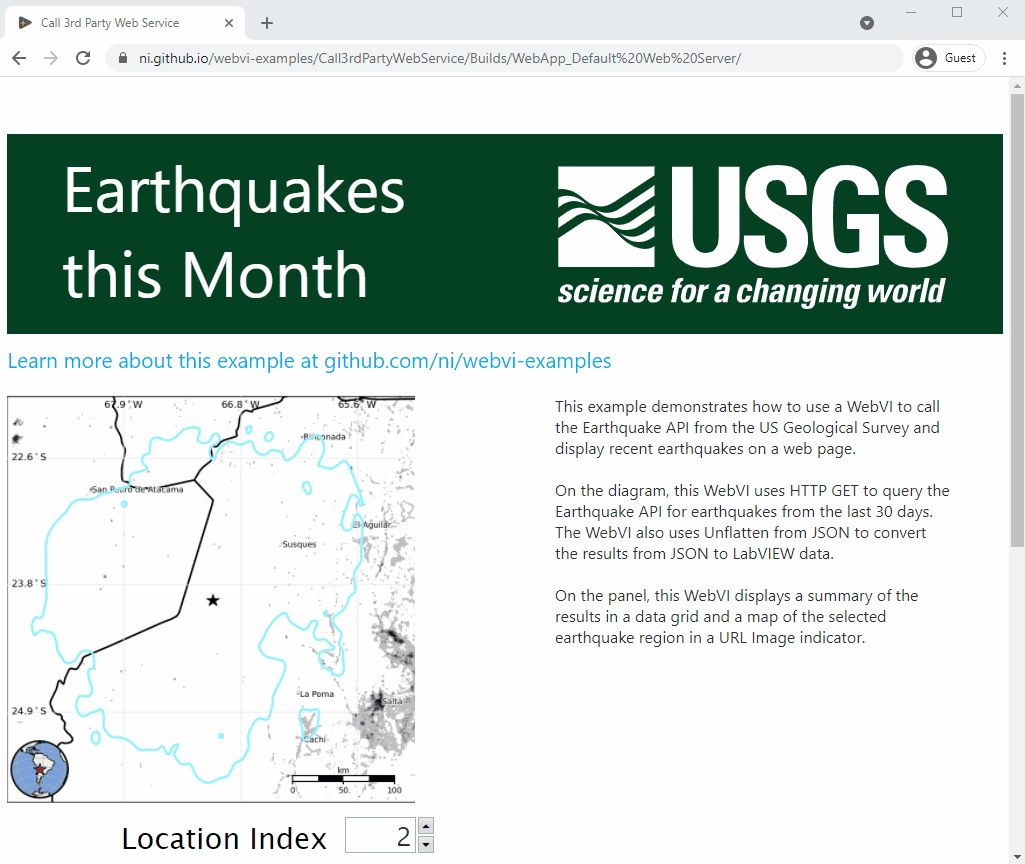 Call 3rd Party Web Service
ni.github.io/webvi-examples/Call3rdPartyWebService/Builds/WebApp_Default%20Web%20Server/
Guest
Earthquakes
this Month
USGS
science for a changing world
Learn more about this example at github.com/ni/webvi-examples
67.9°W 66.8°W 65.6°W
Rinconada
22.6°S
San Pedro de Atacama
El Aguilar
Susques
23.8°S
La Poma
Salta
24.9°S
Cachi
km
0 50 100
This example demonstrates how to use a WebVI to call
the Earthquake API from the US Geological Survey and
display recent earthquakes on a web page.
On the diagram, this WebVI uses HTTP GET to query the
Earthquake API for earthquakes from the last 30 days.
The WebVI also uses Unflatten from JSON to convert
the results from JSON to LabVIEW data.
On the panel, this WebVI displays a summary of the
results in a data grid and a map of the selected
earthquake region in a URL Image indicator.
Location Index 2